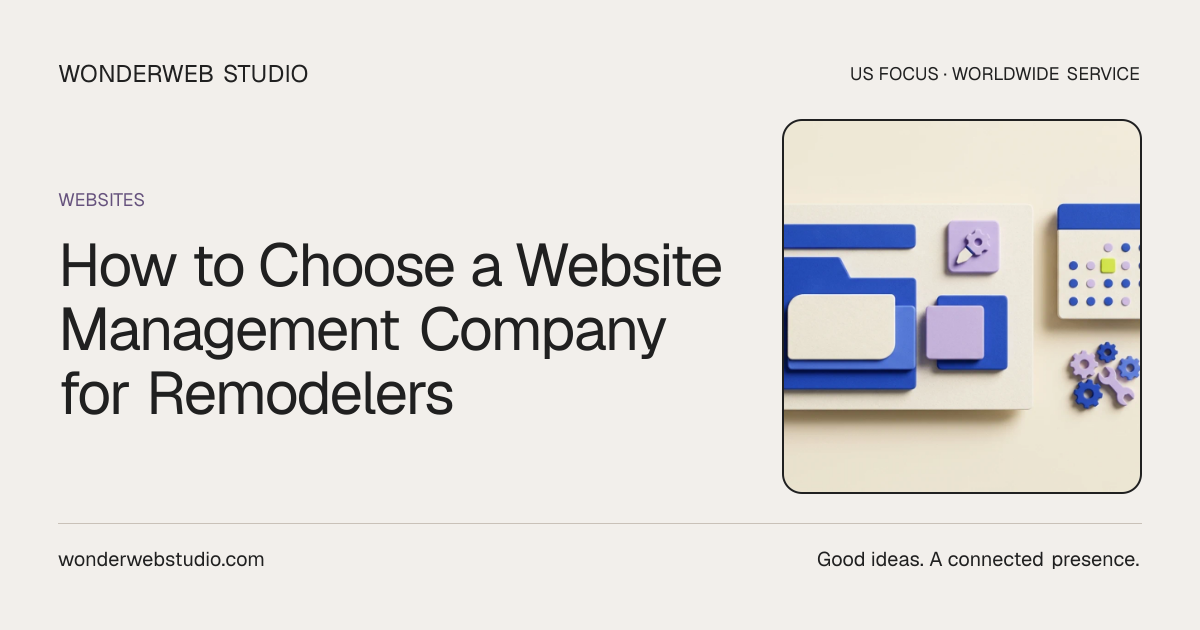 WONDERWEB STUDIO
US FOCUS · WORLDWIDE SERVICE
WEBSITES
How to Choose a Website
Management Company
for Remodelers
wonderwebstudio.com
Good ideas. A connected presence.